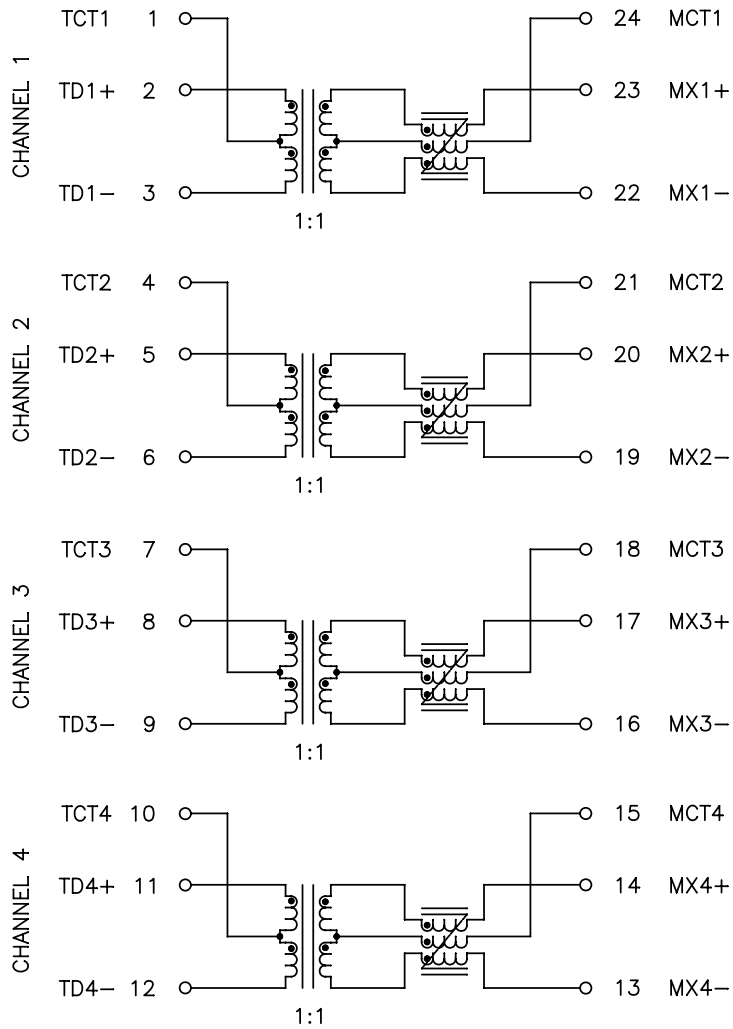 CHANNEL 1
TCT1 1 24 MCT1
TD1+ 2 23 MX1+
TD1− 3 22 MX1−
1:1
CHANNEL 2
TCT2 4 21 MCT2
TD2+ 5 20 MX2+
TD2− 6 19 MX2−
1:1
CHANNEL 3
TCT3 7 18 MCT3
TD3+ 8 17 MX3+
TD3− 9 16 MX3−
1:1
CHANNEL 4
TCT4 10 15 MCT4
TD4+ 11 14 MX4+
TD4− 12 13 MX4−
1:1